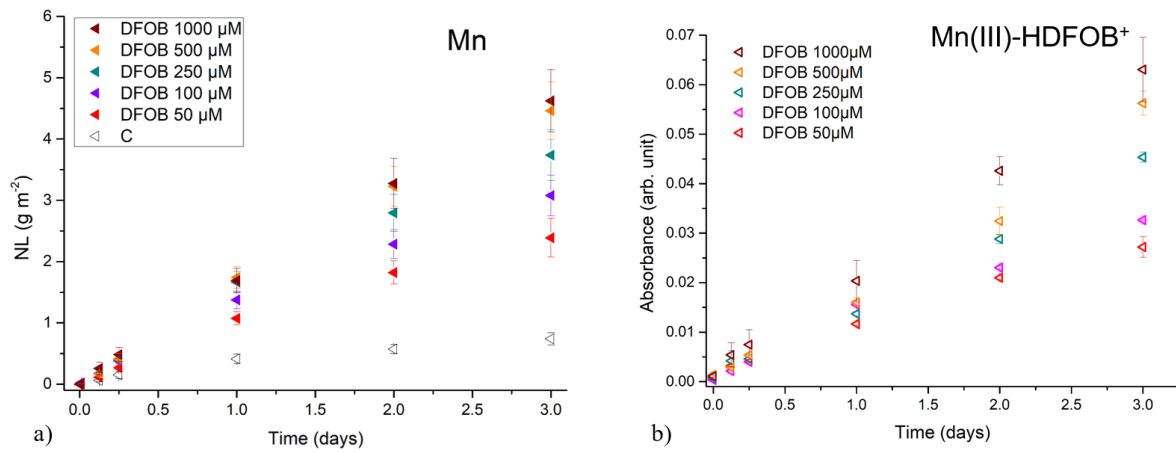 Mn
DFOB 1000 µM
DFOB 500 µM
DFOB 250 µM
DFOB 100 µM
DFOB 50 µM
C
NL (g m⁻²)
6
5
4
3
2
1
0
0.0 0.5 1.0 1.5 2.0 2.5 3.0
Time (days)
a)
Mn(III)-HDFOB⁺
DFOB 1000µM
DFOB 500µM
DFOB 250µM
DFOB 100µM
DFOB 50µM
Absorbance (arb. unit)
0.07
0.06
0.05
0.04
0.03
0.02
0.01
0.00
0.0 0.5 1.0 1.5 2.0 2.5 3.0
Time (days)
b)